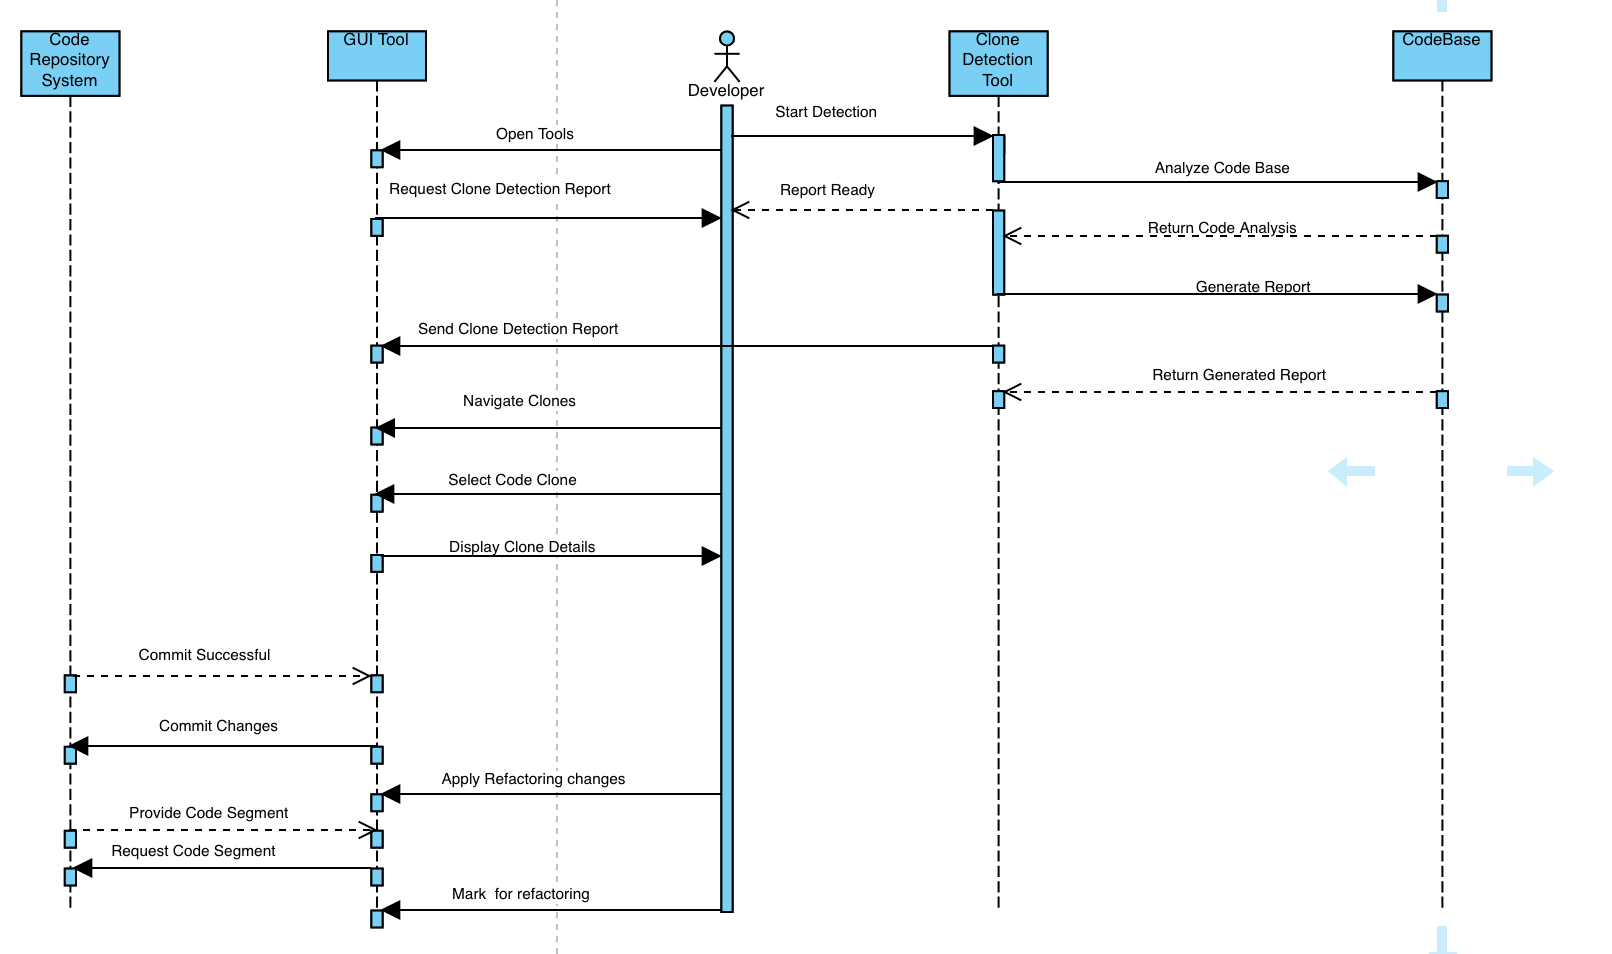 Code
Repository
System
GUI Tool
Developer
Clone
Detection
Tool
CodeBase
Start Detection
Open Tools
Analyze Code Base
Request Clone Detection Report
Report Ready
Return Code Analysis
Generate Report
Send Clone Detection Report
Return Generated Report
Navigate Clones
Select Code Clone
Display Clone Details
Commit Successful
Commit Changes
Apply Refactoring changes
Provide Code Segment
Request Code Segment
Mark  for refactoring